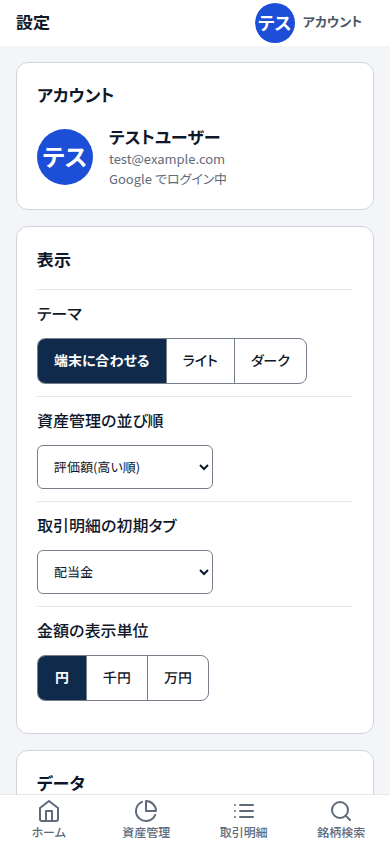 設定
テス アカウント
アカウント
テス
テストユーザー
test@example.com
Google でログイン中
表示
テーマ
端末に合わせる ライト ダーク
資産管理の並び順
評価額(高い順)
取引明細の初期タブ
配当金
金額の表示単位
円 千円 万円
データ
ホーム 資産管理 取引明細 銘柄検索